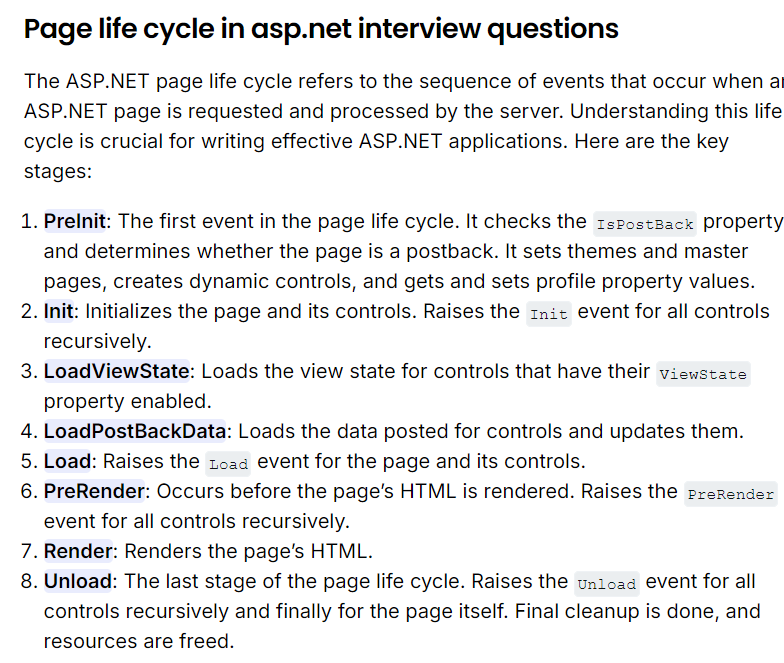 Page life cycle in asp.net interview questions
The ASP.NET page life cycle refers to the sequence of events that occur when
ASP.NET page is requested and processed by the server. Understanding this life
cycle is crucial for writing effective ASP.NET applications. Here are the key
stages:
1. PreInit: The first event in the page life cycle. It checks the IsPostBack property
and determines whether the page is a postback. It sets themes and master
pages, creates dynamic controls, and gets and sets profile property values.
2. Init: Initializes the page and its controls. Raises the Init event for all controls
recursively.
3. LoadViewState: Loads the view state for controls that have their ViewState
property enabled.
4. LoadPostBackData: Loads the data posted for controls and updates them.
5. Load: Raises the Load event for the page and its controls.
6. PreRender: Occurs before the page’s HTML is rendered. Raises the PreRender
event for all controls recursively.
7. Render: Renders the page’s HTML.
8. Unload: The last stage of the page life cycle. Raises the Unload event for all
controls recursively and finally for the page itself. Final cleanup is done, and
resources are freed.